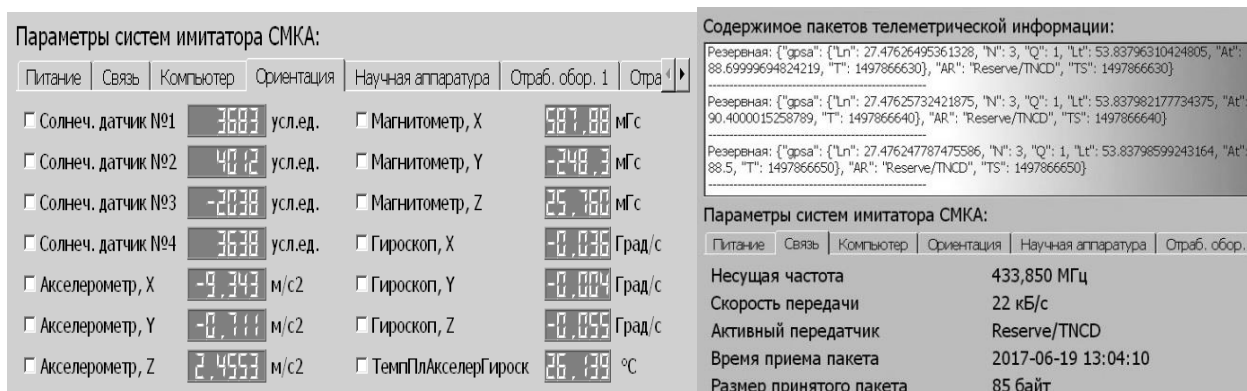 Параметры систем имитатора СМКА:
Питание Связь Компьютер Ориентация Научная аппаратура Отраб. обор. 1 Отра
Солнеч. датчик №1 3683 усл.ед. Магнитометр, X 587,88 мГс
Солнеч. датчик №2 4012 усл.ед. Магнитометр, Y -248,3 мГс
Солнеч. датчик №3 -2038 усл.ед. Магнитометр, Z 25,760 мГс
Солнеч. датчик №4 3638 усл.ед. Гироскоп, X -0,036 Град/с
Акселерометр, X -9,343 м/с2 Гироскоп, Y -0,004 Град/с
Акселерометр, Y -0,711 м/с2 Гироскоп, Z -0,055 Град/с
Акселерометр, Z 2,4553 м/с2 ТемпПлАкселерГироск 26,139 °C
Содержимое пакетов телеметрической информации:
Резервная: {"gpsa": {"Ln": 27.47626495361328, "N": 3, "Q": 1, "Lt": 53.83796310424805, "At":
88.69999694824219, "T": 1497866630}, "AR": "Reserve/TNCD", "TS": 1497866630}
Резервная: {"gpsa": {"Ln": 27.47625732421875, "N": 3, "Q": 1, "Lt": 53.837982177734375, "At":
90.4000015258789, "T": 1497866640}, "AR": "Reserve/TNCD", "TS": 1497866640}
Резервная: {"gpsa": {"Ln": 27.476247787475586, "N": 3, "Q": 1, "Lt": 53.83798599243164, "At":
88.5, "T": 1497866650}, "AR": "Reserve/TNCD", "TS": 1497866650}
Параметры систем имитатора СМКА:
Питание Связь Компьютер Ориентация Научная аппаратура Отраб. обор.
Несущая частота 433,850 МГц
Скорость передачи 22 кБ/с
Активный передатчик Reserve/TNCD
Время приема пакета 2017-06-19 13:04:10
Размер принятого пакета 85 байт